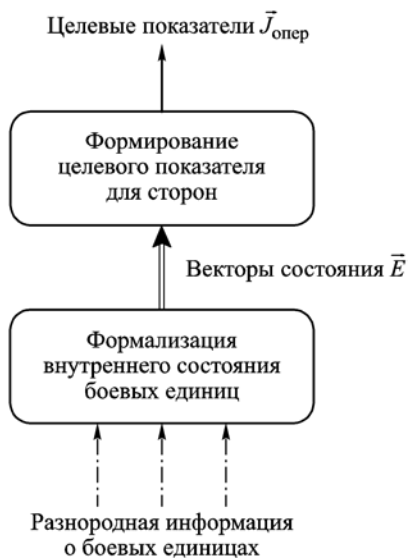 Целевые показатели J⃗опер
Формирование
целевого показателя
для сторон
Векторы состояния E⃗
Формализация
внутреннего состояния
боевых единиц
Разнородная информация
о боевых единицах